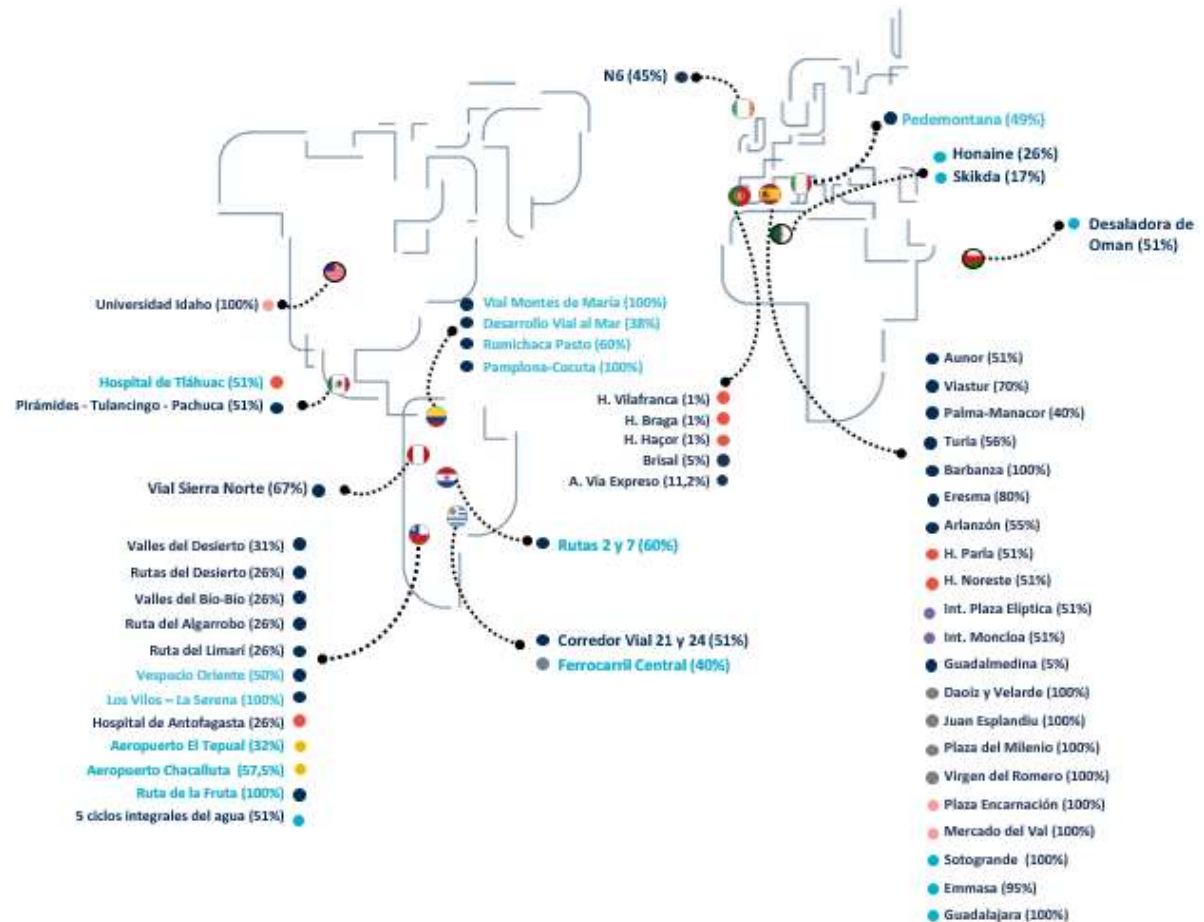 N6 (45%)
Pedemontana (49%)
Honaine (26%)
Skikda (17%)
Desaladora de
Oman (51%)
Universidad Idaho (100%)
Vial Montes de María (100%)
Desarrollo Vial al Mar (38%)
Rumichaca Pasto (60%)
Pamplona-Cucuta (100%)
Hospital de Tláhuac (51%)
Pirámides - Tulancingo - Pachuca (51%)
H. Vilafranca (1%)
H. Braga (1%)
H. Haçor (1%)
Brisal (5%)
A. Vía Expreso (11,2%)
Vial Sierra Norte (67%)
Rutas 2 y 7 (60%)
Corredor Vial 21 y 24 (51%)
Ferrocarril Central (40%)
Valles del Desierto (31%)
Rutas del Desierto (26%)
Valles del Bío-Bío (26%)
Ruta del Algarrobo (26%)
Ruta del Limarí (26%)
Vespucio Oriente (50%)
Los Vilos – La Serena (100%)
Hospital de Antofagasta (26%)
Aeropuerto El Tepual (32%)
Aeropuerto Chacalluta (57,5%)
Ruta de la Fruta (100%)
5 ciclos integrales del agua (51%)
Aunor (51%)
Viastur (70%)
Palma-Manacor (40%)
Turia (56%)
Barbanza (100%)
Eresma (80%)
Arlanzón (55%)
H. Parla (51%)
H. Noreste (51%)
Int. Plaza Elíptica (51%)
Int. Moncloa (51%)
Guadalmedina (5%)
Daoiz y Velarde (100%)
Juan Esplandiu (100%)
Plaza del Milenio (100%)
Virgen del Romero (100%)
Plaza Encarnación (100%)
Mercado del Val (100%)
Sotogrande (100%)
Emmasa (95%)
Guadalajara (100%)